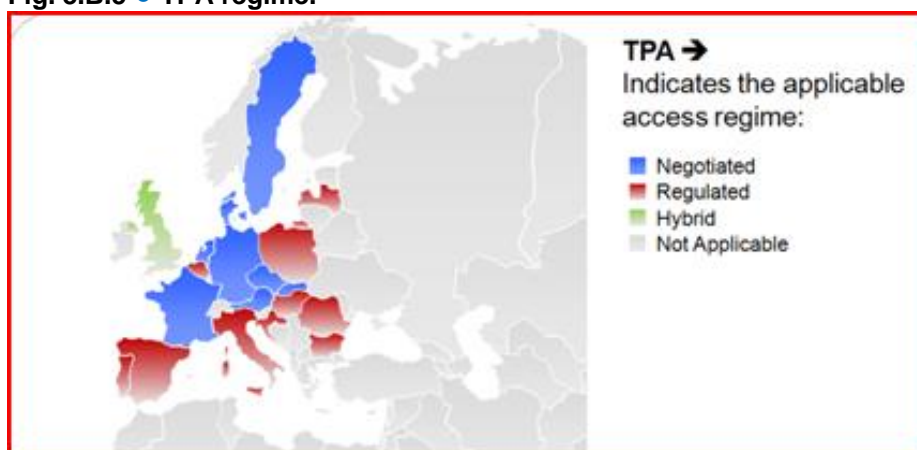 TPA ➔
Indicates the applicable
access regime:
Negotiated
Regulated
Hybrid
Not Applicable